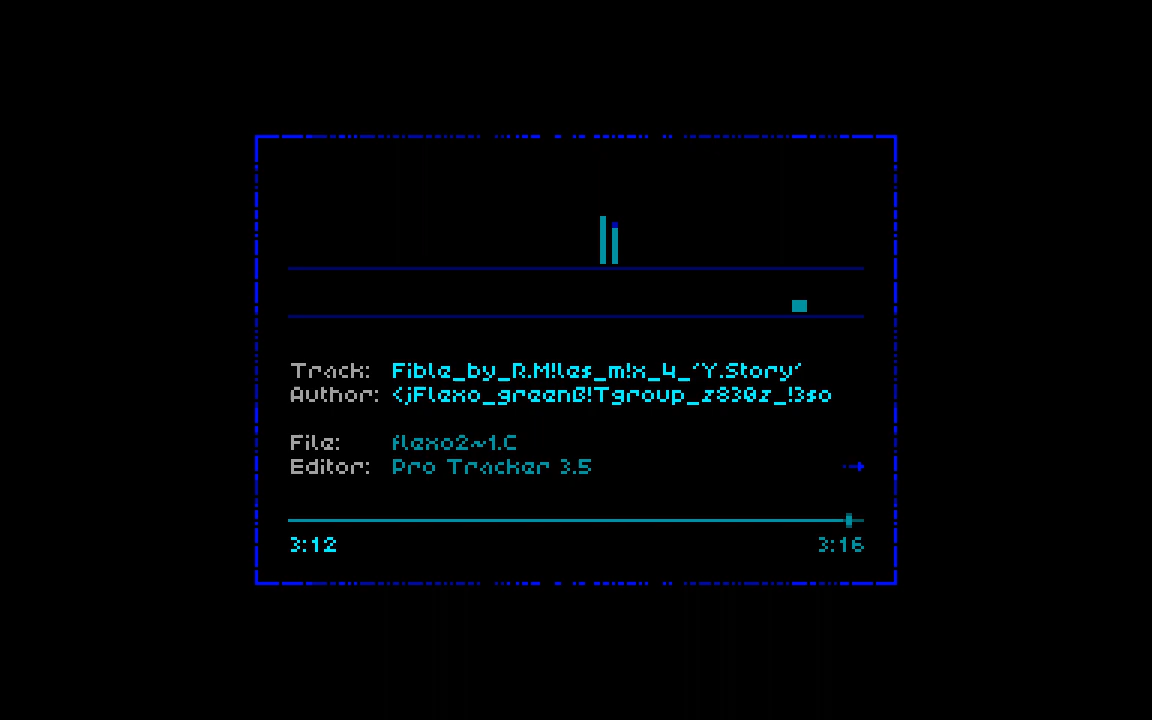 Track: Fible_by_R.M!les_m!x_4_'Y.Story'
Author: <jFlexo_greenB!Tgroup_z830z_!3so
File: flexo2~1.C
Editor: Pro Tracker 3.5
3:12 3:16